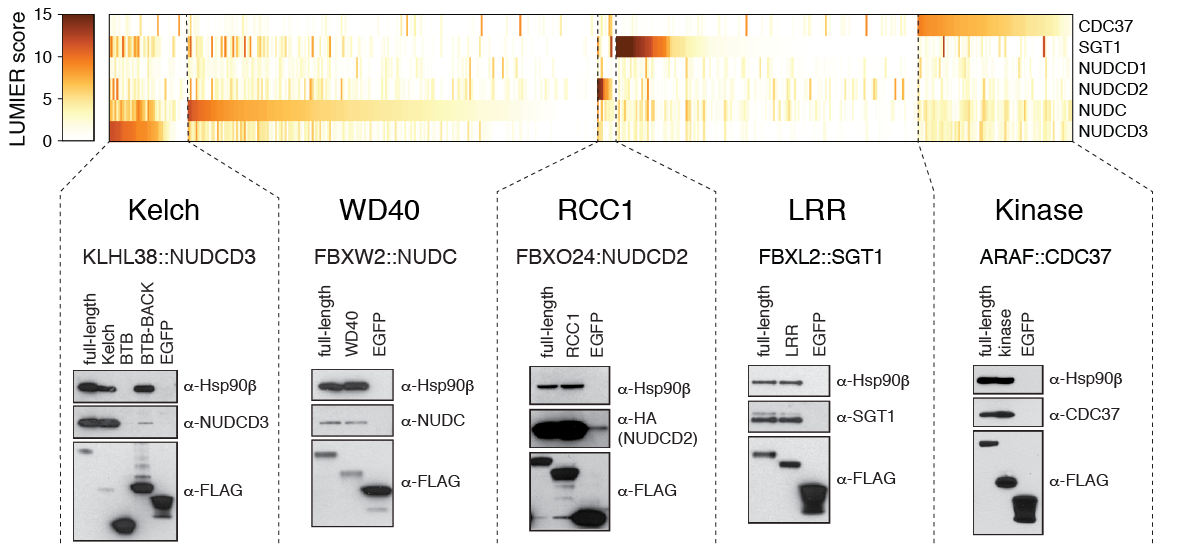 LUMIER score
15
10
5
0
CDC37
SGT1
NUDCD1
NUDCD2
NUDC
NUDCD3
Kelch
KLHL38::NUDCD3
full-length
Kelch
BTB
BTB-BACK
EGFP
α-Hsp90β
α-NUDCD3
α-FLAG
WD40
FBXW2::NUDC
full-length
WD40
EGFP
α-Hsp90β
α-NUDC
α-FLAG
RCC1
FBXO24:NUDCD2
full-length
RCC1
EGFP
α-Hsp90β
α-HA
(NUDCD2)
α-FLAG
LRR
FBXL2::SGT1
full-length
LRR
EGFP
α-Hsp90β
α-SGT1
α-FLAG
Kinase
ARAF::CDC37
full-length
kinase
EGFP
α-Hsp90β
α-CDC37
α-FLAG